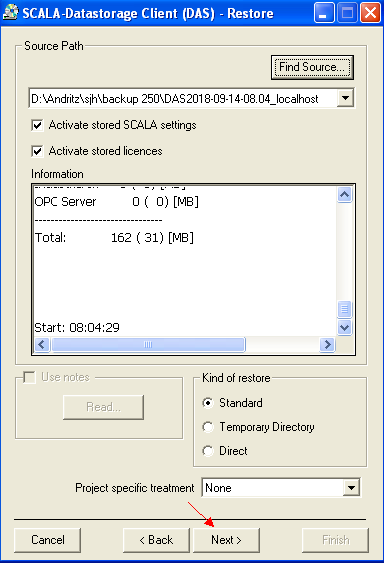 SCALA-Datastorage Client (DAS) - Restore
Source Path
Find Source...
D:\Andritz\sjh\backup 250\DAS2018-09-14-08.04_localhost
Activate stored SCALA settings
Activate stored licences
Information
OPC Server 0 ( 0) [MB]
--------------------------------
Total: 162 ( 31) [MB]
Start: 08:04:29
Use notes
Read...
Kind of restore
Standard
Temporary Directory
Direct
Project specific treatment None
Cancel < Back Next > Finish